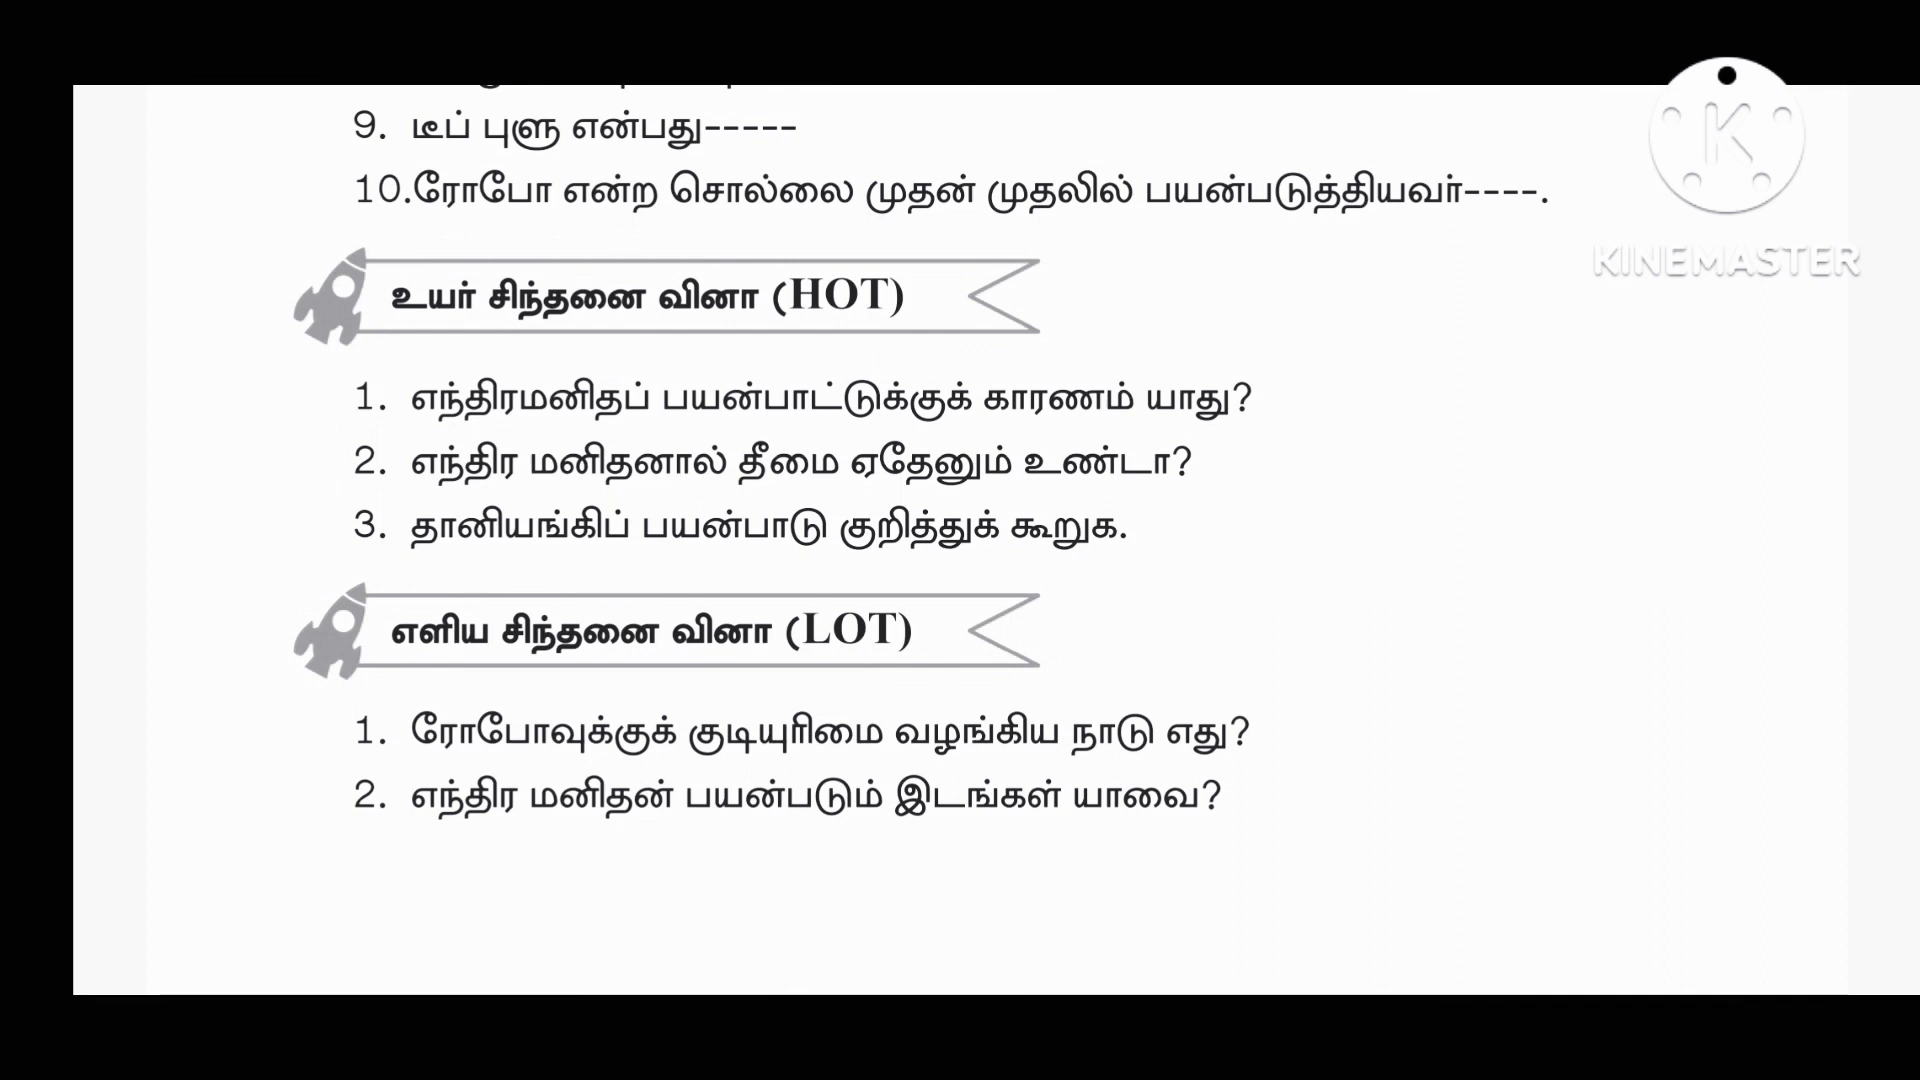 9. டீப் புளு என்பது-----
10.ரோபோ என்ற சொல்லை முதன் முதலில் பயன்படுத்தியவர்----.
K
KINEMASTER
உயர் சிந்தனை வினா (HOT)
1. எந்திரமனிதப் பயன்பாட்டுக்குக் காரணம் யாது?
2. எந்திர மனிதனால் தீமை ஏதேனும் உண்டா?
3. தானியங்கிப் பயன்பாடு குறித்துக் கூறுக.
எளிய சிந்தனை வினா (LOT)
1. ரோபோவுக்குக் குடியுரிமை வழங்கிய நாடு எது?
2. எந்திர மனிதன் பயன்படும் இடங்கள் யாவை?